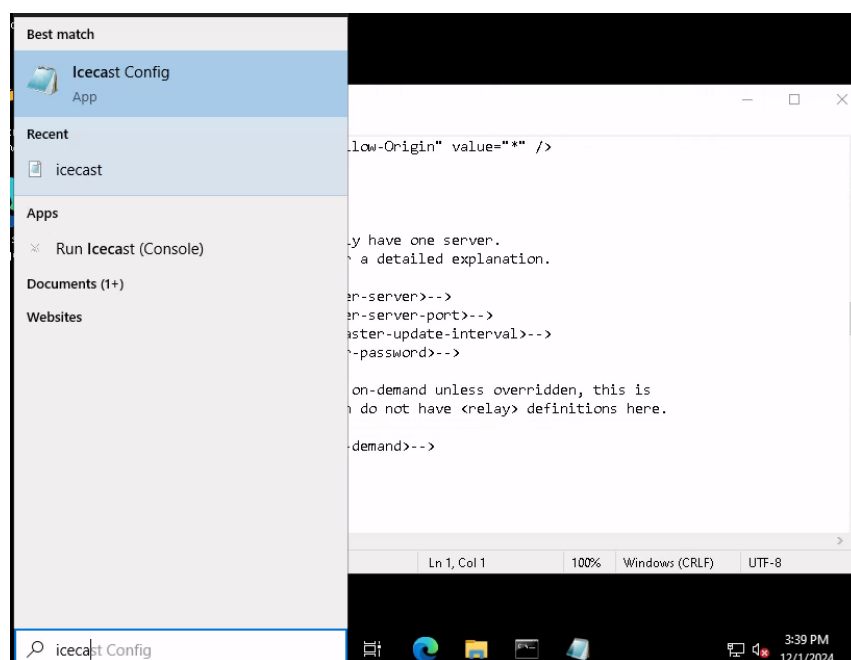 Best match
Icecast Config
App
Recent
icecast
Apps
Run Icecast (Console)
Documents (1+)
Websites
icecast Config
.low-Origin" value="*" />
.y have one server.
a detailed explanation.
er-server>-->
er-server-port>-->
aster-update-interval>-->
-password>-->
on-demand unless overridden, this is
do not have <relay> definitions here.
-demand>-->
Ln 1, Col 1
100%
Windows (CRLF)
UTF-8
3:39 PM
12/1/2024